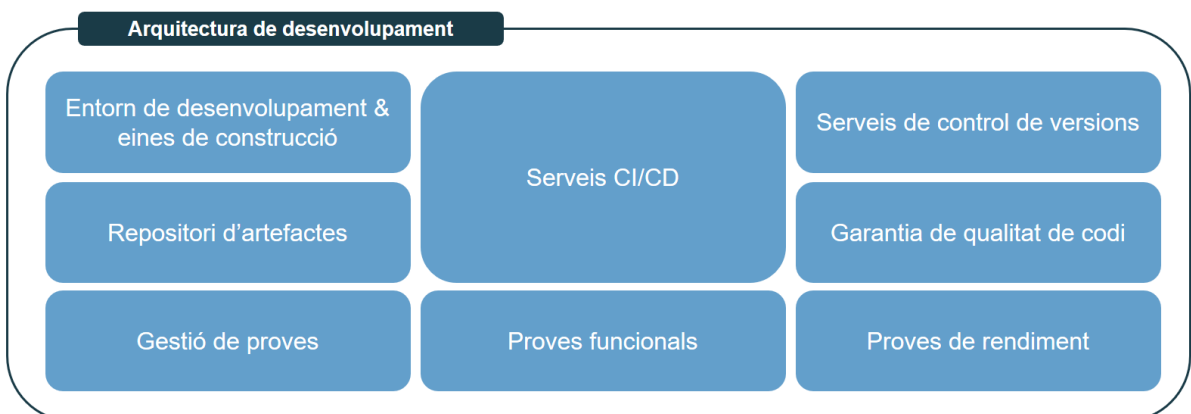 Arquitectura de desenvolupament
Entorn de desenvolupament &
eines de construcció
Serveis CI/CD
Serveis de control de versions
Repositori d’artefactes
Garantia de qualitat de codi
Gestió de proves
Proves funcionals
Proves de rendiment